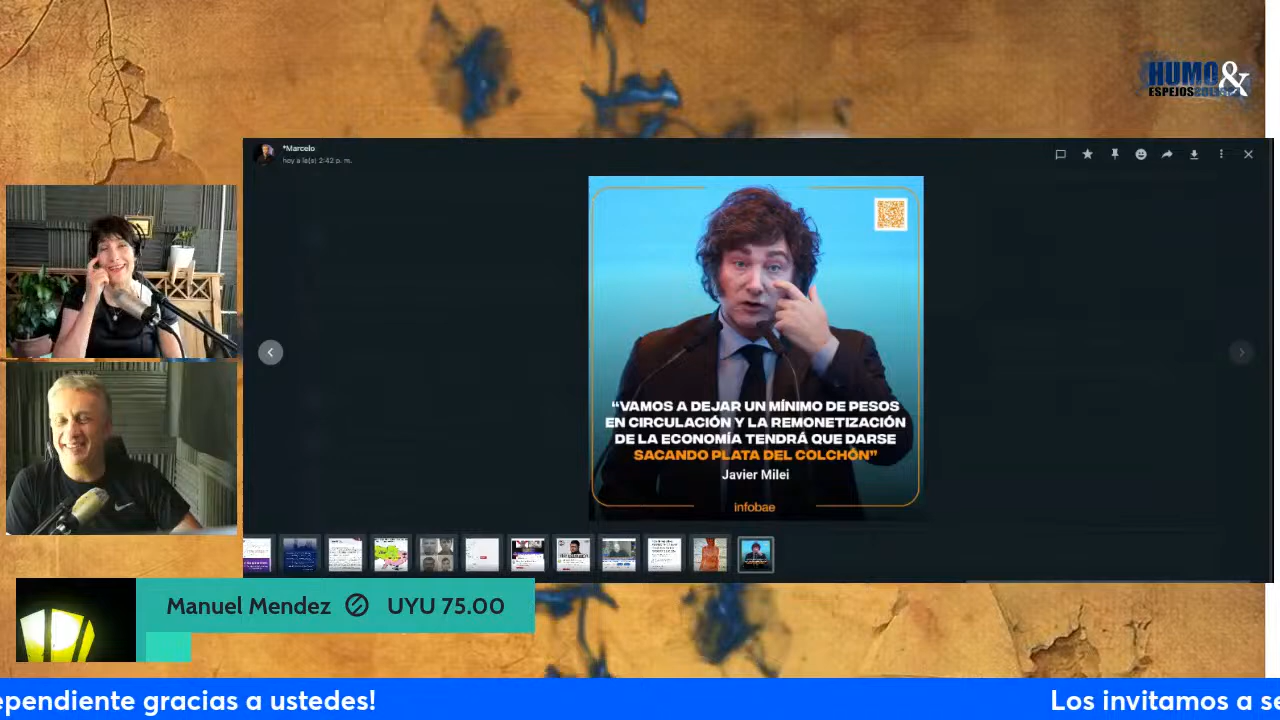 HUMO&
ESPEJOS
*Marcelo
hoy a la(s) 2:42 p. m.
“VAMOS A DEJAR UN MÍNIMO DE PESOS
EN CIRCULACIÓN Y LA REMONETIZACIÓN
DE LA ECONOMÍA TENDRÁ QUE DARSE
SACANDO PLATA DEL COLCHÓN”
Javier Milei
infobae
Manuel Mendez UYU 75.00
ependiente gracias a ustedes! Los invitamos a se